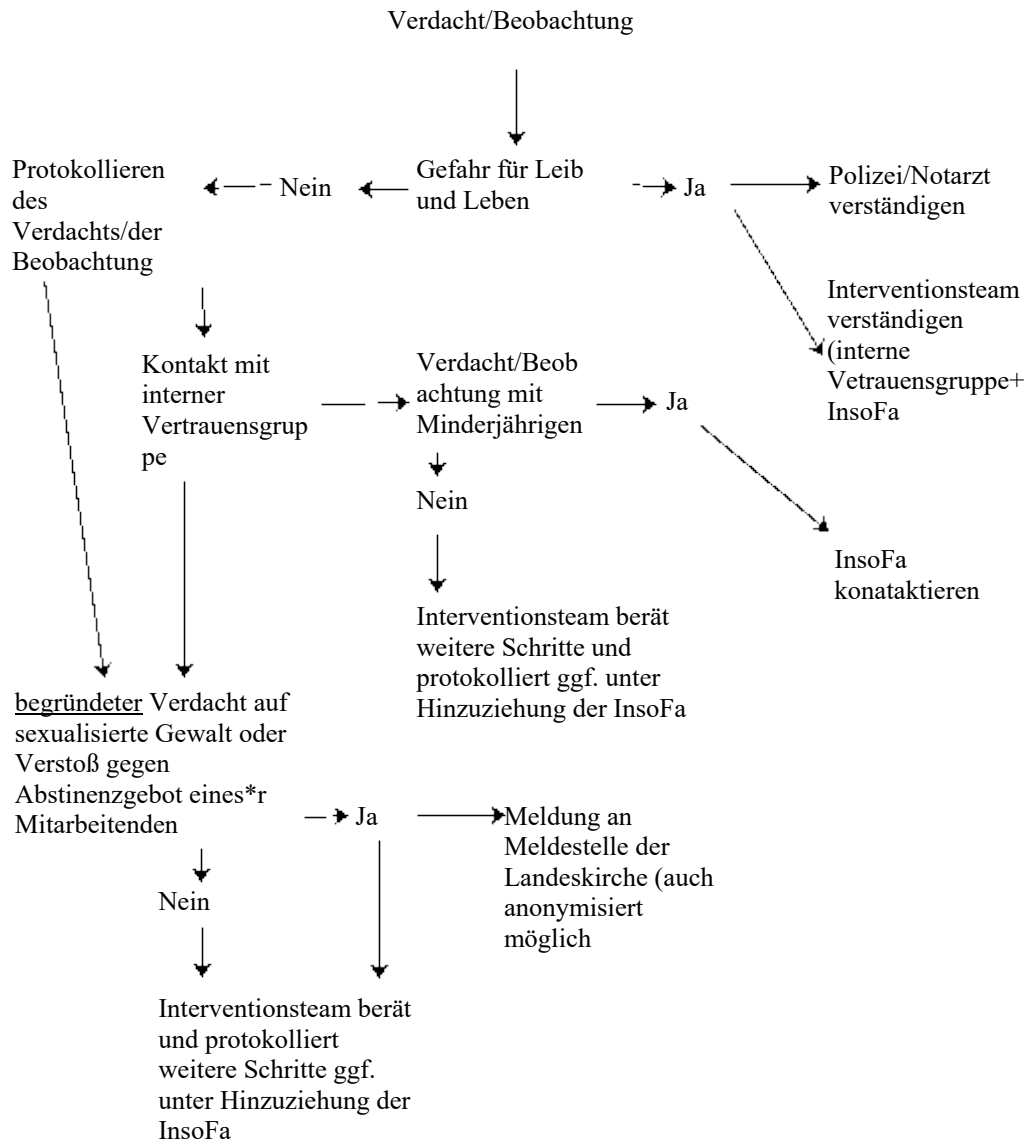 Verdacht/Beobachtung
Protokollieren
des
Verdachts/der
Beobachtung
Nein
Gefahr für Leib
und Leben
Ja
Polizei/Notarzt
verständigen
Interventionsteam
verständigen
(interne
Vetrauensgruppe+
InsoFa
Kontakt mit
interner
Vertrauensgrup
pe
Verdacht/Beob
achtung mit
Minderjährigen
Ja
Nein
InsoFa
konataktieren
Interventionsteam berät
weitere Schritte und
protokolliert ggf. unter
Hinzuziehung der InsoFa
begründeter Verdacht auf
sexualisierte Gewalt oder
Verstoß gegen
Abstinenzgebot eines*r
Mitarbeitenden
Ja
Meldung an
Meldestelle der
Landeskirche (auch
anonymisiert
möglich
Nein
Interventionsteam berät
und protokolliert
weitere Schritte ggf.
unter Hinzuziehung der
InsoFa